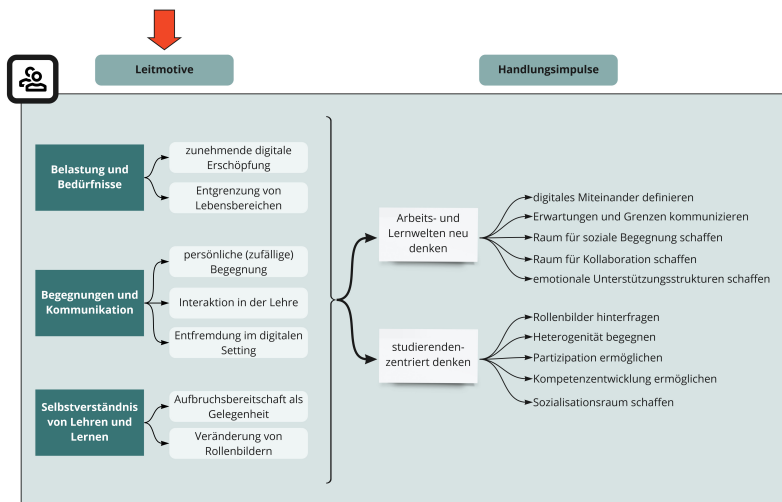 Leitmotive
Handlungsimpulse
Belastung und
Bedürfnisse
zunehmende digitale
Erschöpfung
Entgrenzung von
Lebensbereichen
Begegnungen und
Kommunikation
persönliche (zufällige)
Begegnung
Interaktion in der Lehre
Entfremdung im digitalen
Setting
Selbstverständnis
von Lehren und
Lernen
Aufbruchsbereitschaft als
Gelegenheit
Veränderung von
Rollenbildern
Arbeits- und
Lernwelten neu
denken
digitales Miteinander definieren
Erwartungen und Grenzen kommunizieren
Raum für soziale Begegnung schaffen
Raum für Kollaboration schaffen
emotionale Unterstützungsstrukturen schaffen
studierenden-
zentriert denken
Rollenbilder hinterfragen
Heterogenität begegnen
Partizipation ermöglichen
Kompetenzentwicklung ermöglichen
Sozialisationsraum schaffen